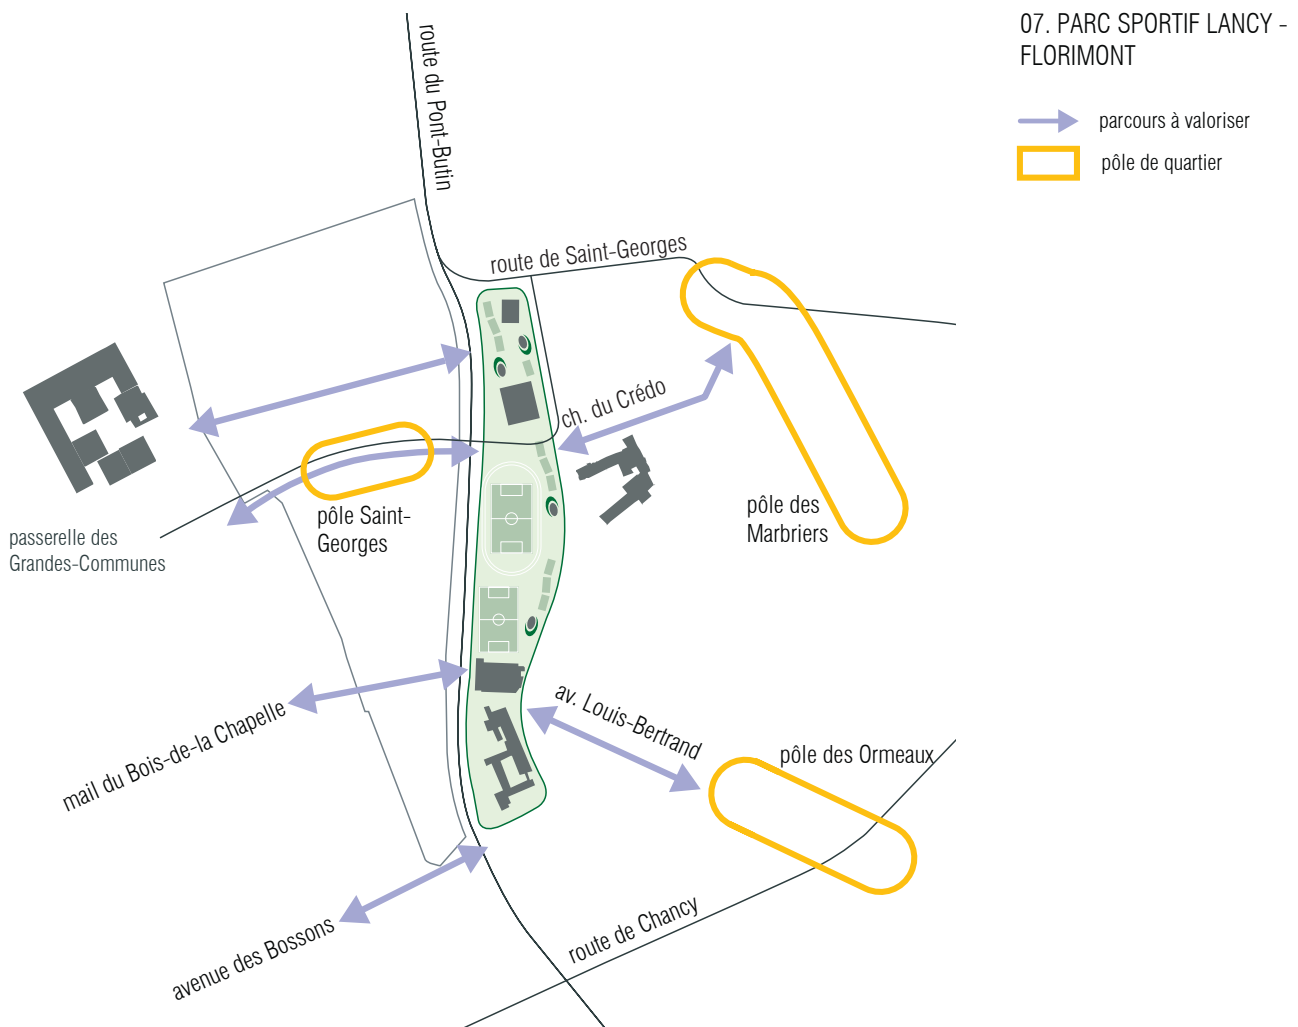 07. PARC SPORTIF LANCY -
FLORIMONT
parcours à valoriser
pôle de quartier
route du Pont-Butin
route de Saint-Georges
ch. du Crédo
pôle Saint-
Georges
pôle des
Marbriers
passerelle des
Grandes-Communes
av. Louis-Bertrand
mail du Bois-de-la Chapelle
pôle des Ormeaux
avenue des Bossons
route de Chancy